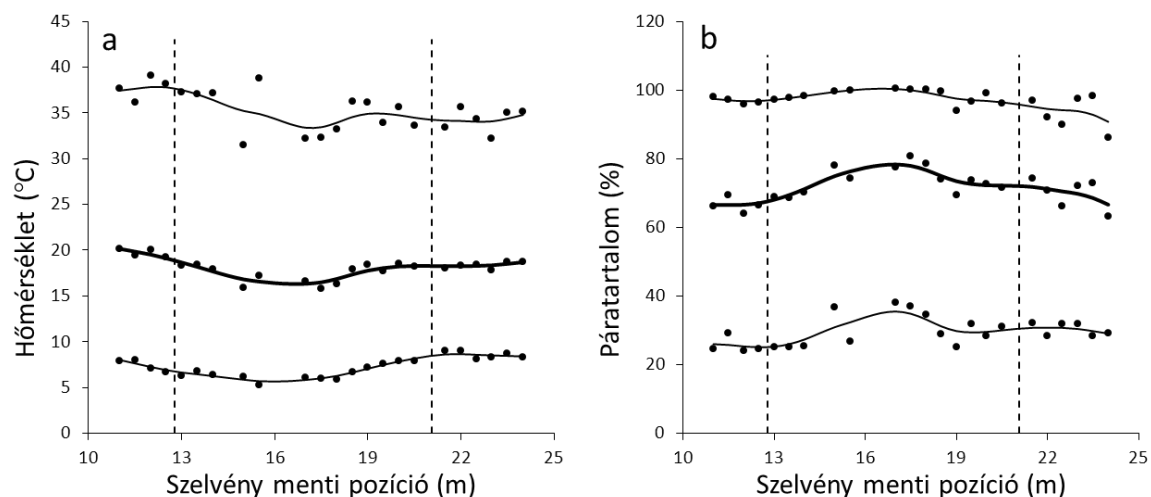 a
Hőmérséklet (°C)
45
40
35
30
25
20
15
10
5
0
10 13 16 19 22 25
Szelvény menti pozíció (m)
b
Páratartalom (%)
120
100
80
60
40
20
0
10 13 16 19 22 25
Szelvény menti pozíció (m)